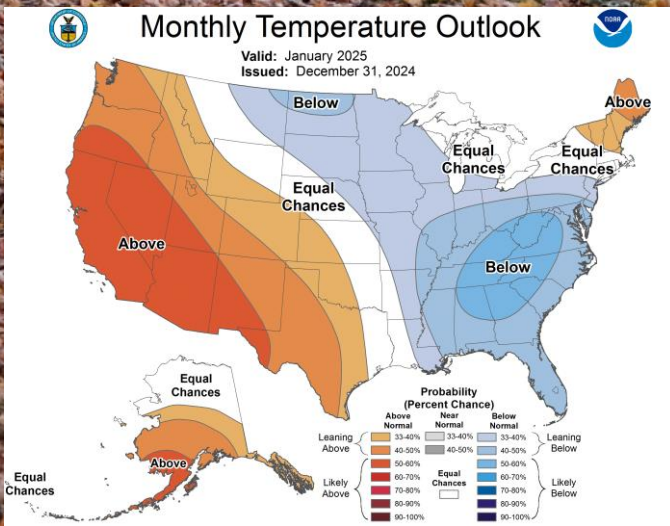 Monthly Temperature Outlook
NOAA
Valid: January 2025
Issued: December 31, 2024
Below
Above
Equal
Chances
Equal
Chances
Equal
Chances
Above
Below
Equal
Chances
Above
Equal
Chances
Probability
(Percent Chance)
Above
Normal
Near
Normal
Below
Normal
Leaning
Above
33-40%
40-50%
33-40%
40-50%
33-40%
40-50%
Leaning
Below
Likely
Above
50-60%
60-70%
70-80%
80-90%
90-100%
Equal
Chances
50-60%
60-70%
70-80%
80-90%
90-100%
Likely
Below